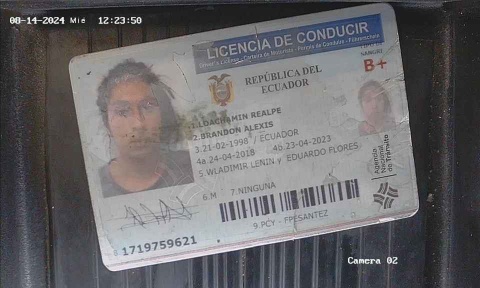 08-14-2024 Mié 12:23:50
LICENCIA DE CONDUCIR
REPÚBLICA DEL
ECUADOR
SANGRE
B+
1.LOACHAMIN REALPE
2.BRANDON ALEXIS
3.21-02-1998 / ECUADOR
4a.24-04-2018 4b.23-04-2023
5.WLADIMIR LENIN y EDUARDO FLORES
6.M 7.NINGUNA
9.PCY - FPESANTEZ
1719759621
Agencia
Nacional
de Tránsito
Camera 02